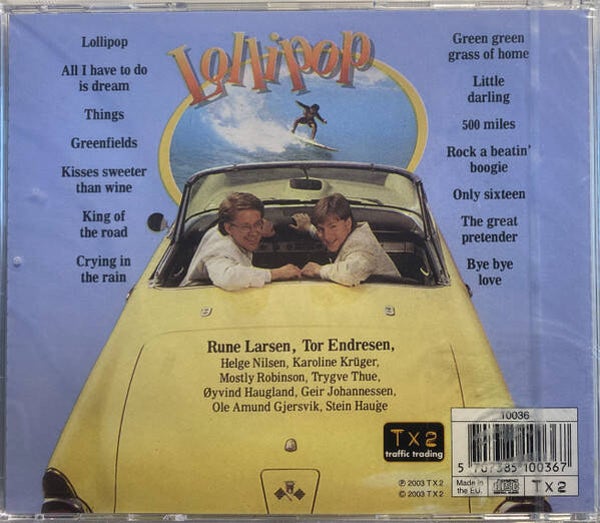 Lollipop
All I have to do
is dream
Things
Greenfields
Kisses sweeter
than wine
King of
the road
Crying in
the rain
Lollipop
Green green
grass of home
Little
darling
500 miles
Rock a beatin'
boogie
Only sixteen
The great
pretender
Bye bye
love
Rune Larsen, Tor Endresen,
Helge Nilsen, Karoline Krüger,
Mostly Robinson, Trygve Thue,
Øyvind Haugland, Geir Johannessen,
Ole Amund Gjersvik, Stein Hauge
TX2
traffic trading
℗ 2003 TX2
© 2003 TX2
10036
5 707385 100367
Made in
the EU.
TX2